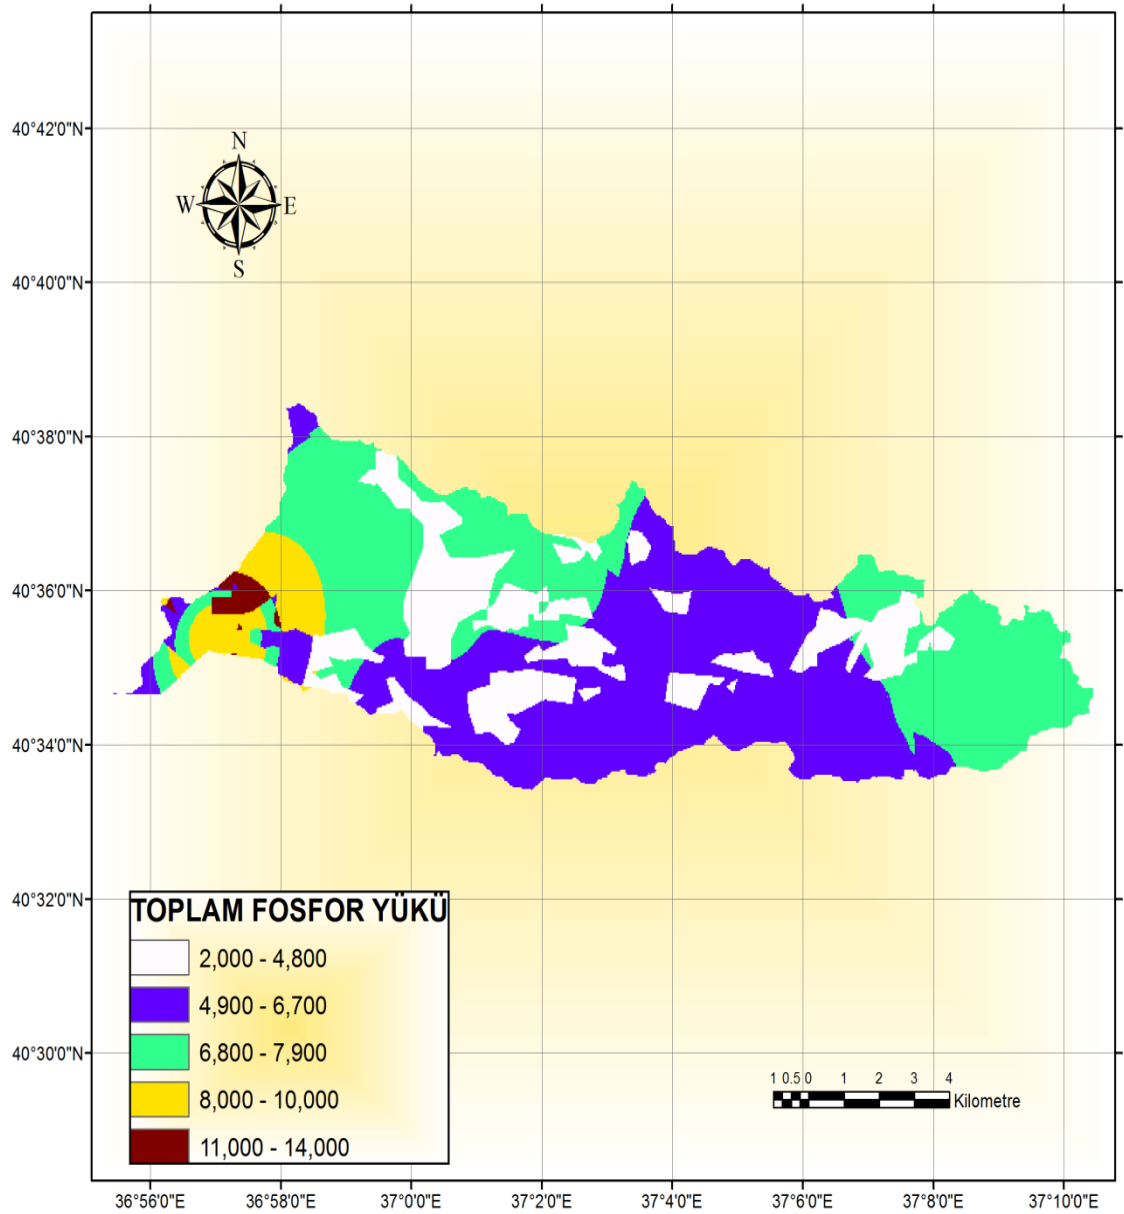 40°42'0"N
N
W
E
S
40°40'0"N
40°38'0"N
40°36'0"N
40°34'0"N
40°32'0"N
40°30'0"N
TOPLAM FOSFOR YÜKÜ
2,000 - 4,800
4,900 - 6,700
6,800 - 7,900
8,000 - 10,000
11,000 - 14,000
1 0.5 0 1 2 3 4
Kilometre
36°56'0"E 36°58'0"E 37°0'0"E 37°2'0"E 37°4'0"E 37°6'0"E 37°8'0"E 37°10'0"E